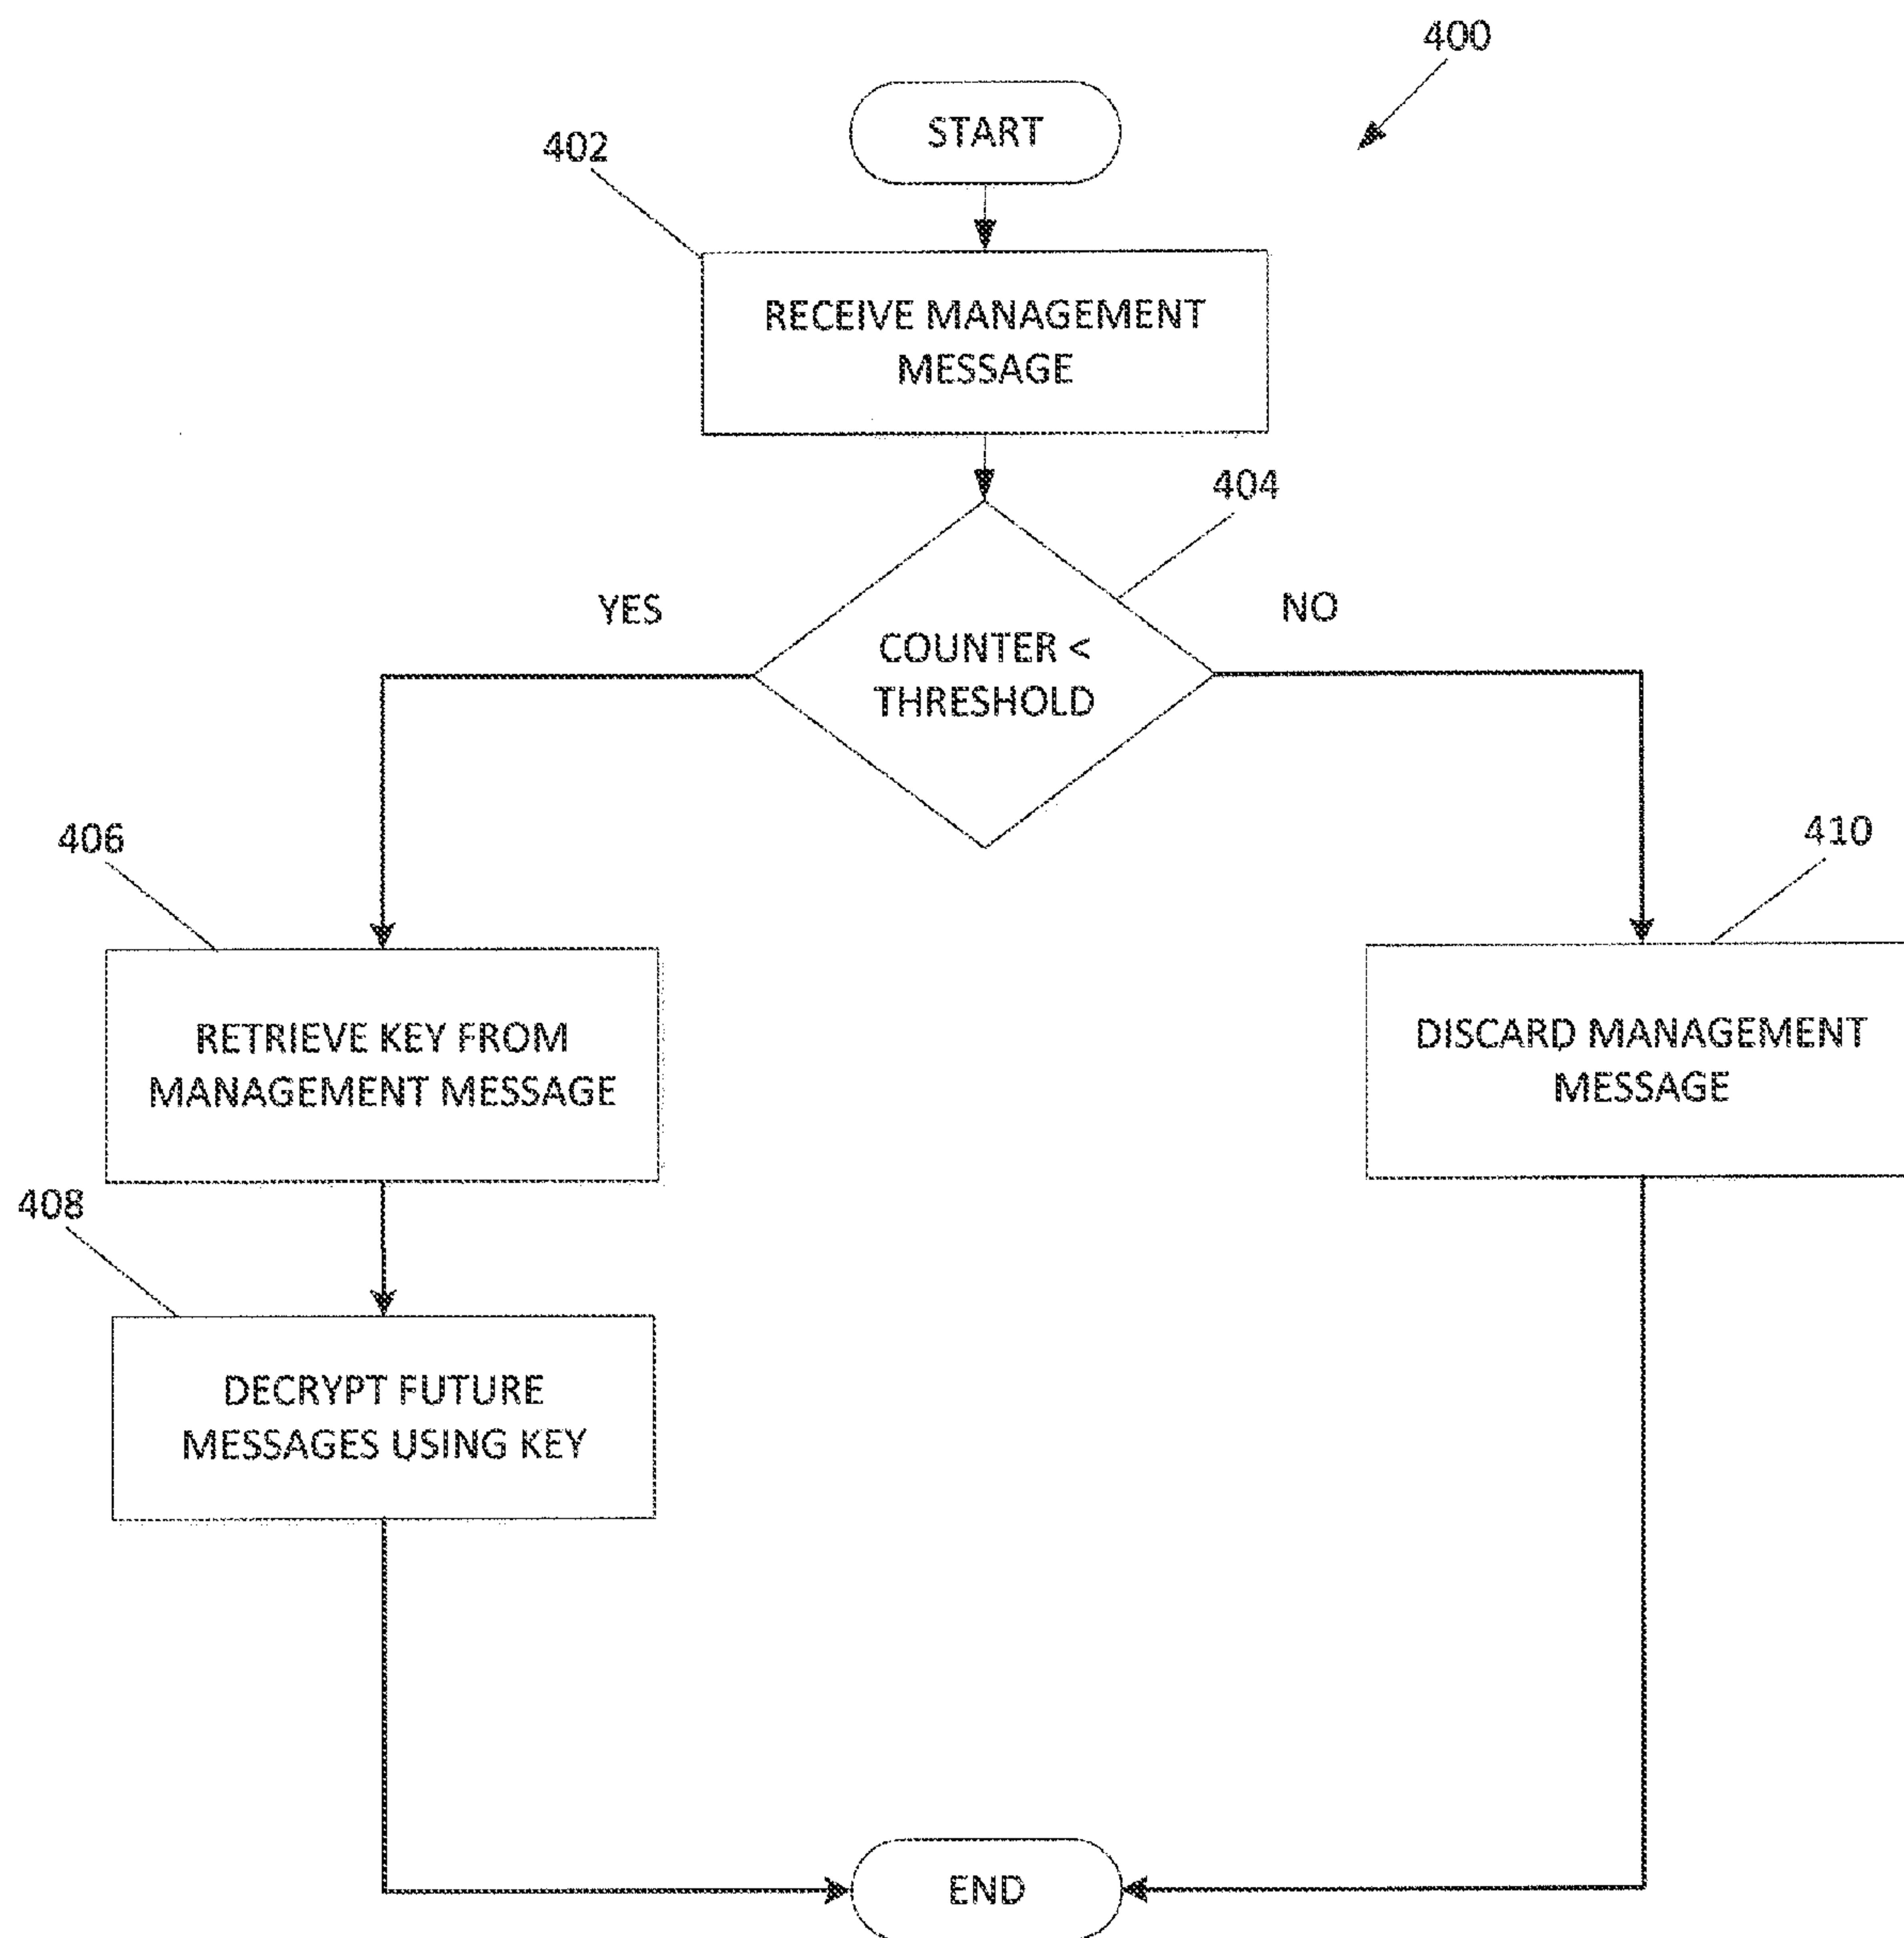 400
START
402
RECEIVE MANAGEMENT
MESSAGE
404
YES
NO
COUNTER <
THRESHOLD
406
410
RETRIEVE KEY FROM
MANAGEMENT MESSAGE
DISCARD MANAGEMENT
MESSAGE
408
DECRYPT FUTURE
MESSAGES USING KEY
END